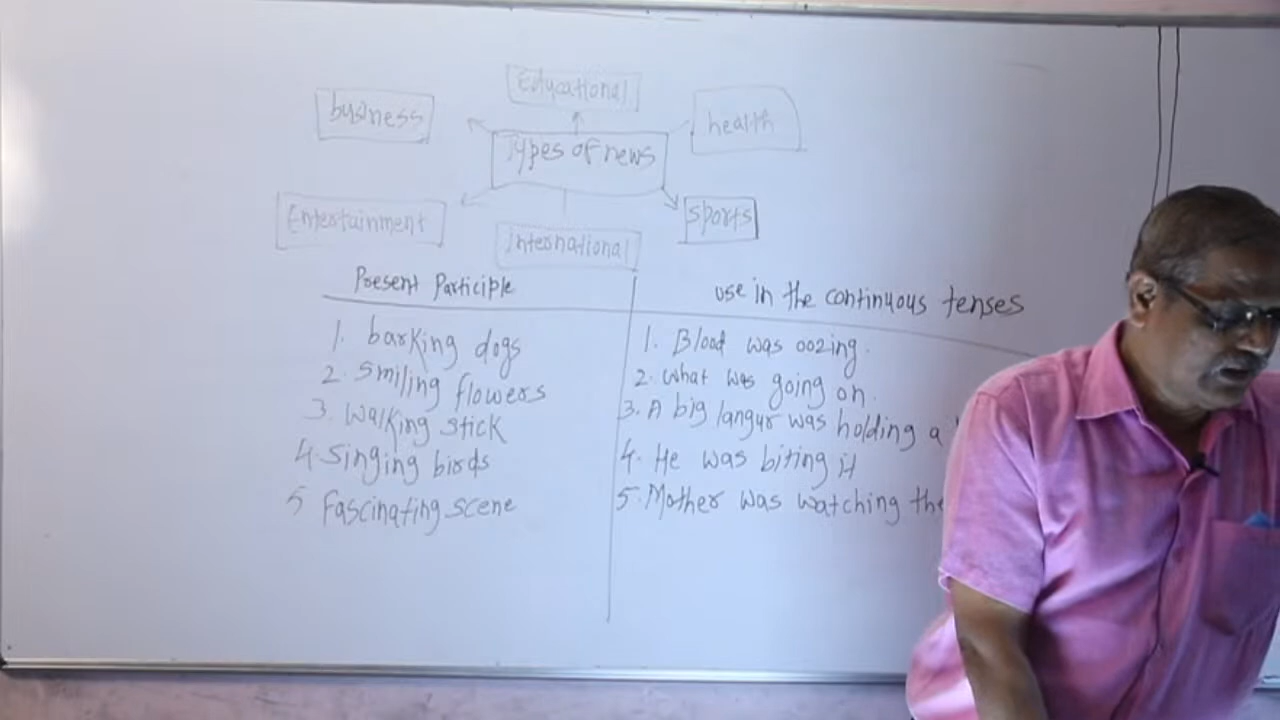 Educational
business
health
Types of news
Entertainment
sports
International
Present Participle
1. barking dogs
2. Smiling flowers
3. Walking stick
4. Singing birds
5 Fascinating scene
use in the continuous tenses
1. Blood was oozing.
2. what was going on.
3. A big langur was holding a
4. He was biting it
5. Mother was watching the